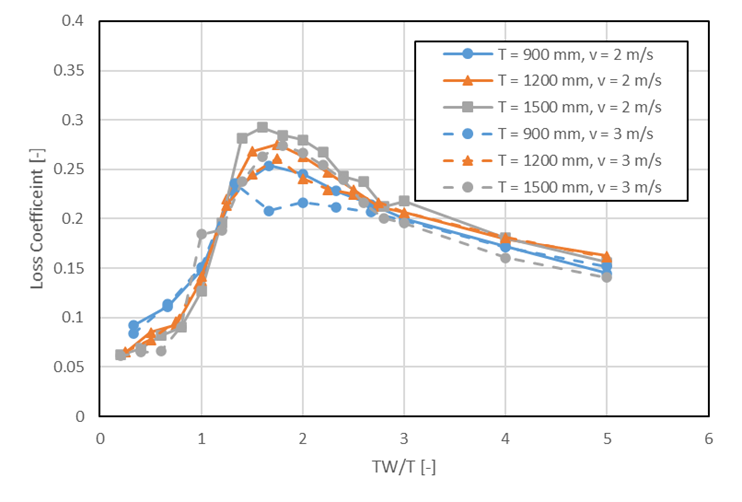 0.4
0.35
0.3
0.25
0.2
0.15
0.1
0.05
0
Loss Coefficeint [-]
T = 900 mm, v = 2 m/s
T = 1200 mm, v = 2 m/s
T = 1500 mm, v = 2 m/s
T = 900 mm, v = 3 m/s
T = 1200 mm, v = 3 m/s
T = 1500 mm, v = 3 m/s
0 1 2 3 4 5 6
TW/T [-]